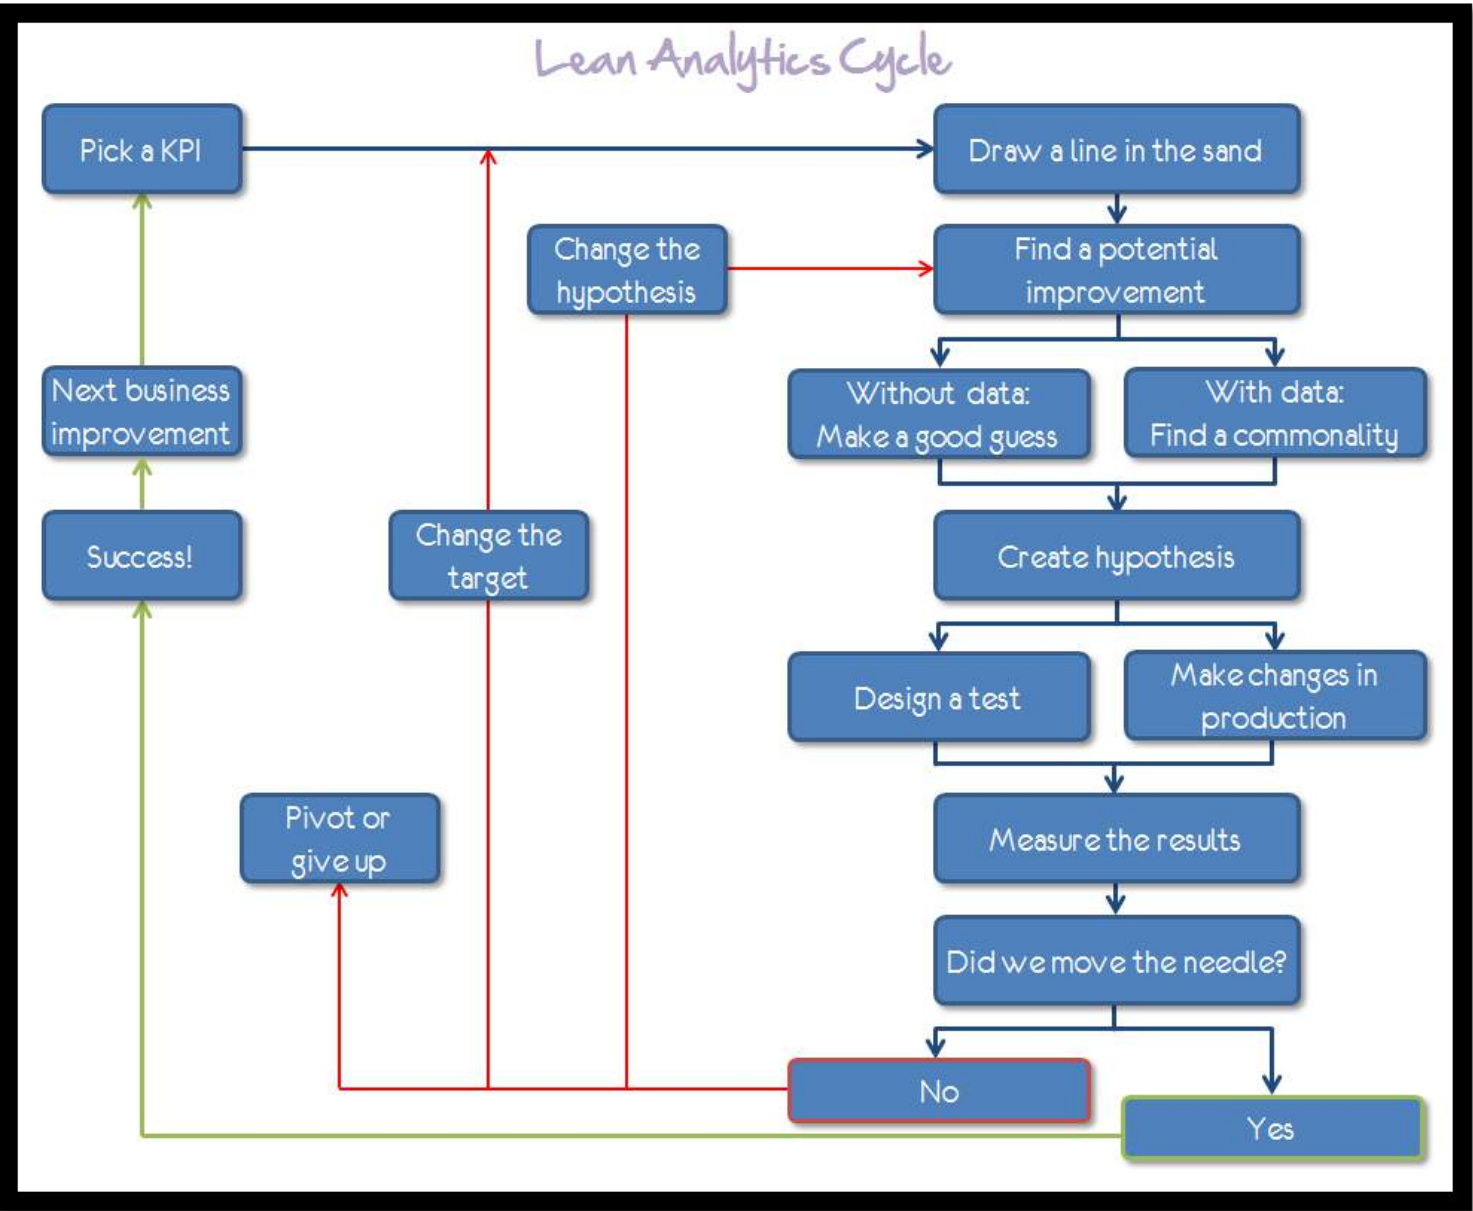 Lean Analytics Cycle
Pick a KPI
Draw a line in the sand
Change the
hypothesis
Find a potential
improvement
Next business
improvement
Without data:
Make a good guess
With data:
Find a commonality
Success!
Change the
target
Create hypothesis
Design a test
Make changes in
production
Pivot or
give up
Measure the results
Did we move the needle?
No
Yes